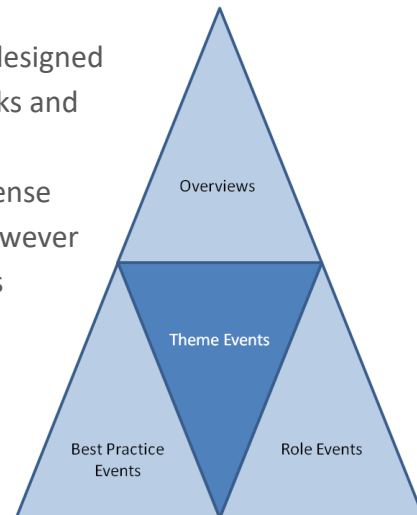 designed
ks and
ense
wever
s
Overviews
Theme Events
Best Practice
Events
Role Events